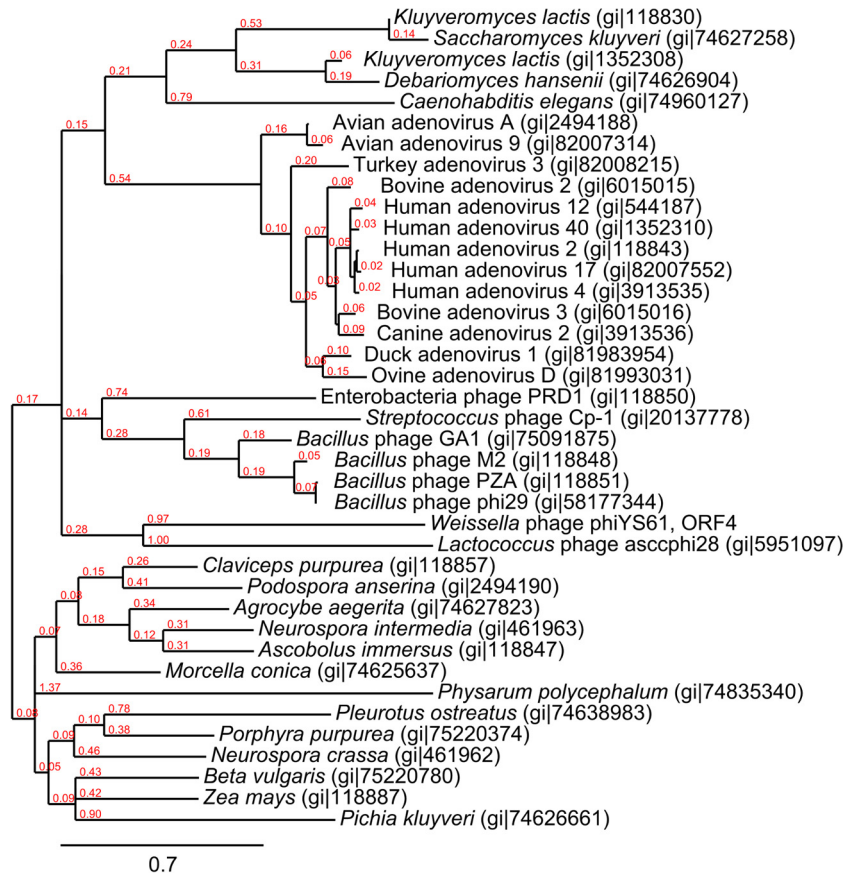 0.53
Kluyveromyces lactis (gi|118830)
0.14
Saccharomyces kluyveri (gi|74627258)
0.24
0.06
Kluyveromyces lactis (gi|1352308)
0.31
0.19
Debariomyces hansenii (gi|74626904)
0.21
0.79
Caenohabditis elegans (gi|74960127)
0.15
Avian adenovirus A (gi|2494188)
0.16
0.06
Avian adenovirus 9 (gi|82007314)
0.20
Turkey adenovirus 3 (gi|82008215)
0.54
0.08
Bovine adenovirus 2 (gi|6015015)
0.04
Human adenovirus 12 (gi|544187)
0.10
0.07
0.03
Human adenovirus 40 (gi|1352310)
0.05
Human adenovirus 2 (gi|118843)
0.02
Human adenovirus 17 (gi|82007552)
0.03
0.02
Human adenovirus 4 (gi|3913535)
0.05
0.06
Bovine adenovirus 3 (gi|6015016)
0.09
Canine adenovirus 2 (gi|3913536)
0.10
Duck adenovirus 1 (gi|81983954)
0.06
0.15
Ovine adenovirus D (gi|81993031)
0.17
0.74
Enterobacteria phage PRD1 (gi|118850)
0.14
0.61
Streptococcus phage Cp-1 (gi|20137778)
0.28
0.18
Bacillus phage GA1 (gi|75091875)
0.19
0.05
Bacillus phage M2 (gi|118848)
0.19
Bacillus phage PZA (gi|118851)
0.07
Bacillus phage phi29 (gi|58177344)
0.97
Weissella phage phiYS61, ORF4
0.28
1.00
Lactococcus phage asccphi28 (gi|5951097)
0.26
Claviceps purpurea (gi|118857)
0.15
0.41
Podospora anserina (gi|2494190)
0.03
0.34
Agrocybe aegerita (gi|74627823)
0.18
0.31
Neurospora intermedia (gi|461963)
0.12
0.31
Ascobolus immersus (gi|118847)
0.07
0.36
Morcella conica (gi|74625637)
1.37
Physarum polycephalum (gi|74835340)
0.08
0.78
Pleurotus ostreatus (gi|74638983)
0.10
0.38
Porphyra purpurea (gi|75220374)
0.09
0.46
Neurospora crassa (gi|461962)
0.05
0.43
Beta vulgaris (gi|75220780)
0.09
0.42
Zea mays (gi|118887)
0.90
Pichia kluyveri (gi|74626661)
0.7